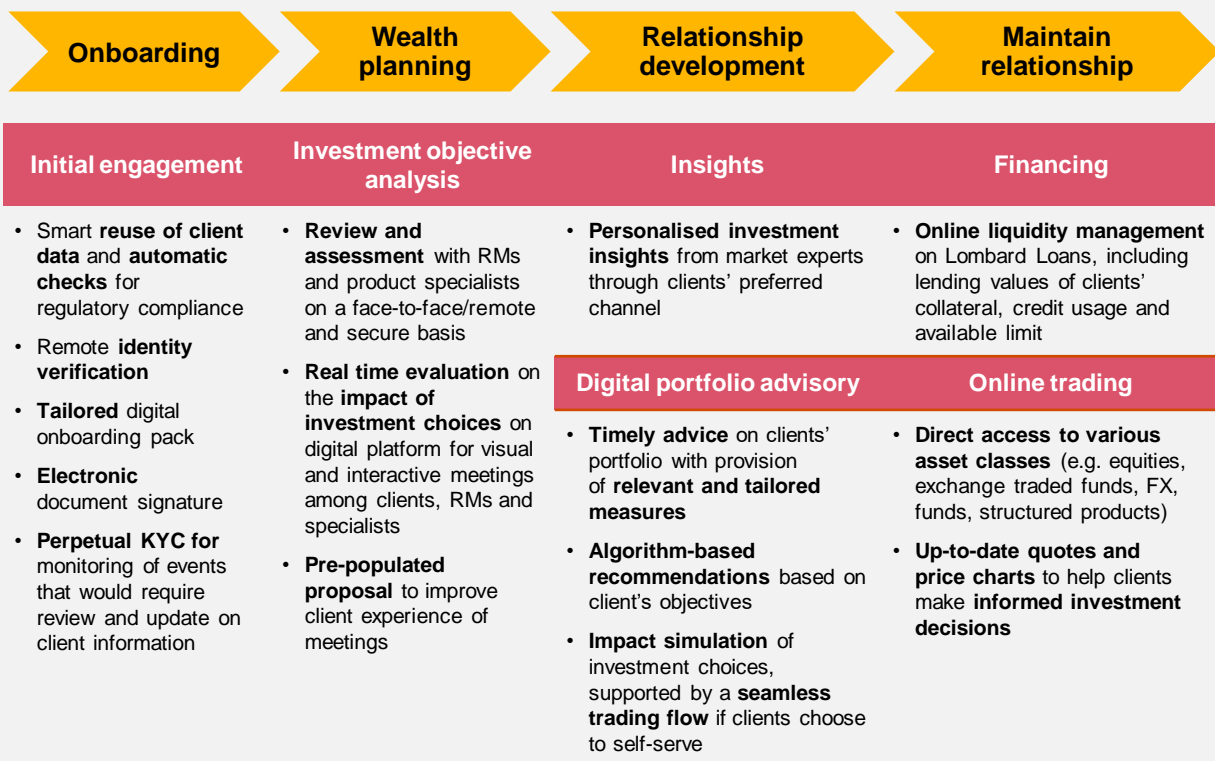 Onboarding
Wealth
planning
Relationship
development
Maintain
relationship
Initial engagement
Investment objective
analysis
Insights
Financing
• Smart reuse of client
data and automatic
checks for
regulatory compliance
• Remote identity
verification
• Tailored digital
onboarding pack
• Electronic
document signature
• Perpetual KYC for
monitoring of events
that would require
review and update on
client information
• Review and
assessment with RMs
and product specialists
on a face-to-face/remote
and secure basis
• Real time evaluation on
the impact of
investment choices on
digital platform for visual
and interactive meetings
among clients, RMs and
specialists
• Pre-populated
proposal to improve
client experience of
meetings
• Personalised investment
insights from market experts
through clients’ preferred
channel
Digital portfolio advisory
• Timely advice on clients’
portfolio with provision
of relevant and tailored
measures
• Algorithm-based
recommendations based on
client’s objectives
• Impact simulation of
investment choices,
supported by a seamless
trading flow if clients choose
to self-serve
• Online liquidity management
on Lombard Loans, including
lending values of clients’
collateral, credit usage and
available limit
Online trading
• Direct access to various
asset classes (e.g. equities,
exchange traded funds, FX,
funds, structured products)
• Up-to-date quotes and
price charts to help clients
make informed investment
decisions